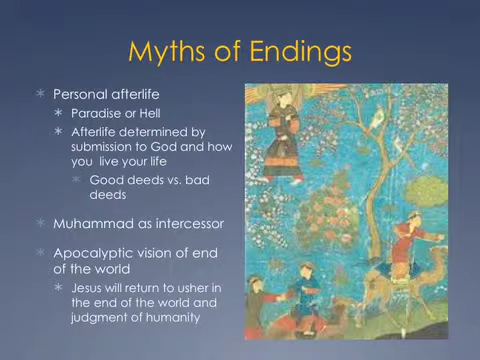 Myths of Endings
Personal afterlife
Paradise or Hell
Afterlife determined by
submission to God and how
you live your life
Good deeds vs. bad
deeds
Muhammad as intercessor
Apocalyptic vision of end
of the world
Jesus will return to usher in
the end of the world and
judgment of humanity